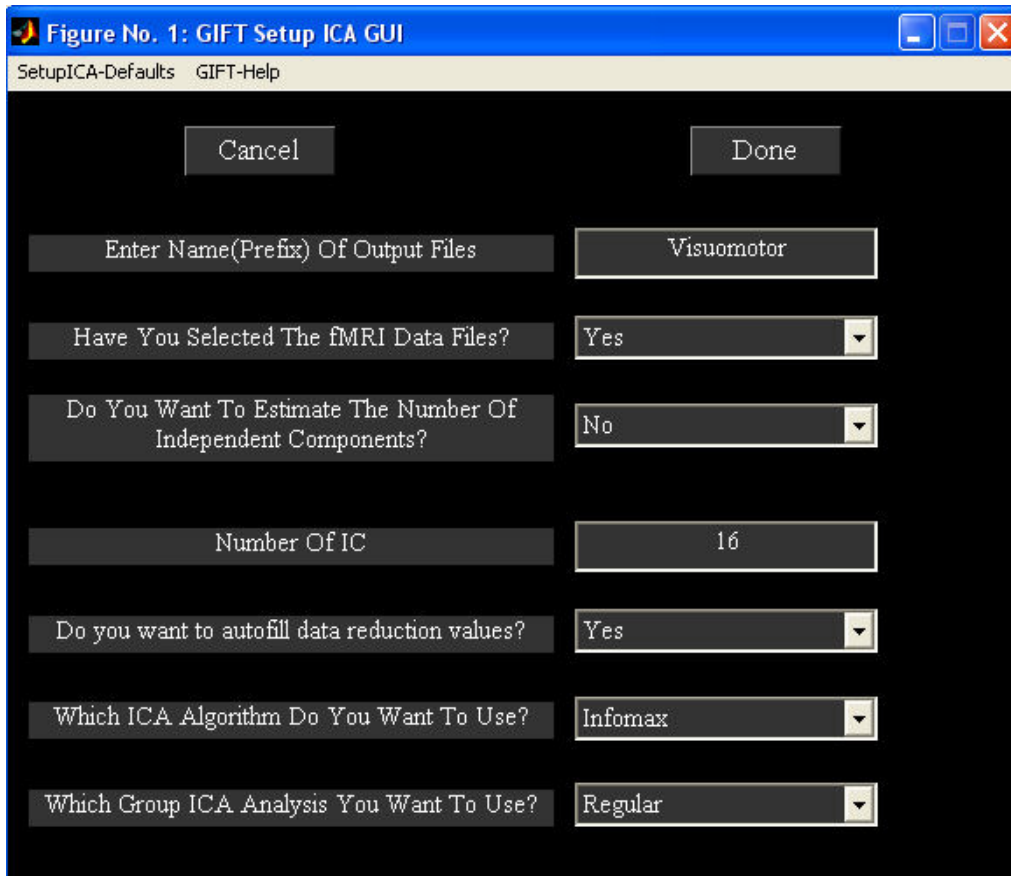 Figure No. 1: GIFT Setup ICA GUI
SetupICA-Defaults GIFT-Help
Cancel Done
Enter Name(Prefix) Of Output Files Visuomotor
Have You Selected The fMRI Data Files? Yes
Do You Want To Estimate The Number Of
Independent Components? No
Number Of IC 16
Do you want to autofill data reduction values? Yes
Which ICA Algorithm Do You Want To Use? Infomax
Which Group ICA Analysis You Want To Use? Regular